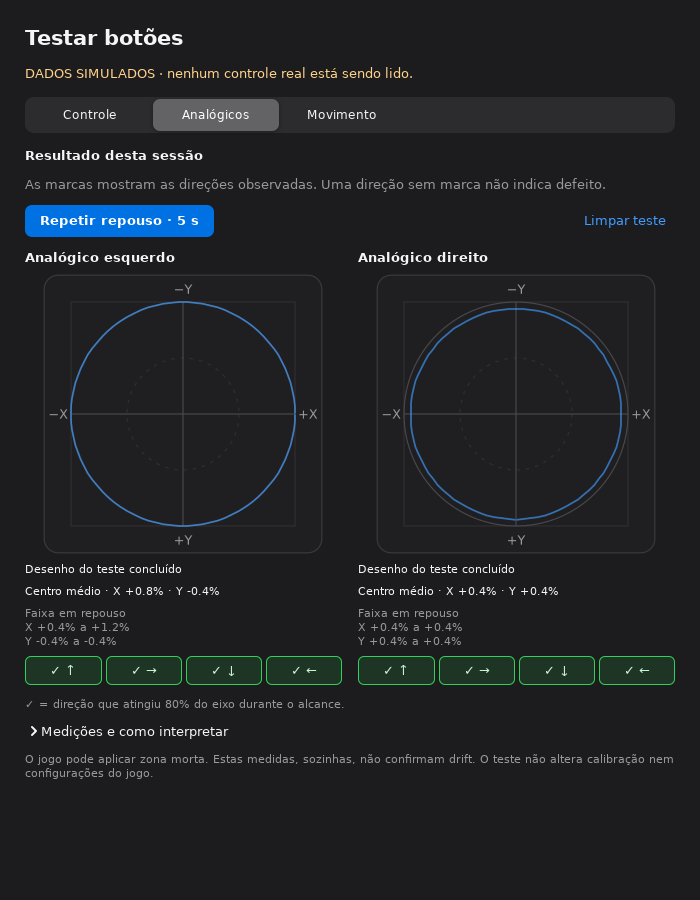 Testar botões
DADOS SIMULADOS · nenhum controle real está sendo lido.
Controle
Analógicos
Movimento
Resultado desta sessão
As marcas mostram as direções observadas. Uma direção sem marca não indica defeito.
Repetir repouso · 5 s
Limpar teste
Analógico esquerdo
−Y
−X
+X
+Y
Desenho do teste concluído
Centro médio · X +0.8% · Y -0.4%
Faixa em repouso
X +0.4% a +1.2%
Y -0.4% a -0.4%
✓ ↑
✓ →
✓ ↓
✓ ←
Analógico direito
−Y
−X
+X
+Y
Desenho do teste concluído
Centro médio · X +0.4% · Y +0.4%
Faixa em repouso
X +0.4% a +0.4%
Y +0.4% a +0.4%
✓ ↑
✓ →
✓ ↓
✓ ←
✓ = direção que atingiu 80% do eixo durante o alcance.
Medições e como interpretar
O jogo pode aplicar zona morta. Estas medidas, sozinhas, não confirmam drift. O teste não altera calibração nem
configurações do jogo.